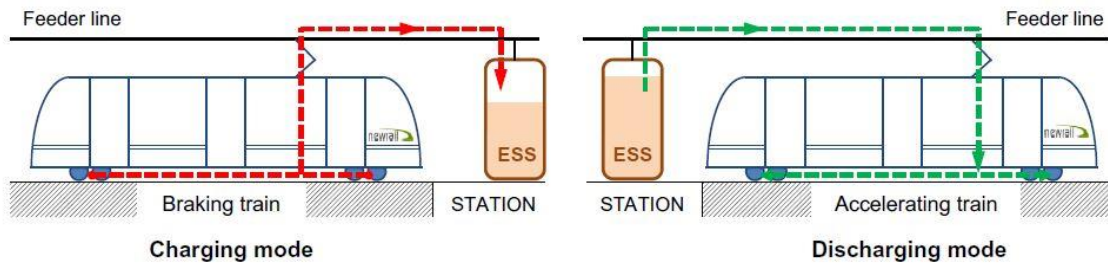 Feeder line
Feeder line
newrail
newrail
ESS
ESS
Braking train
STATION
STATION
Accelerating train
Charging mode
Discharging mode